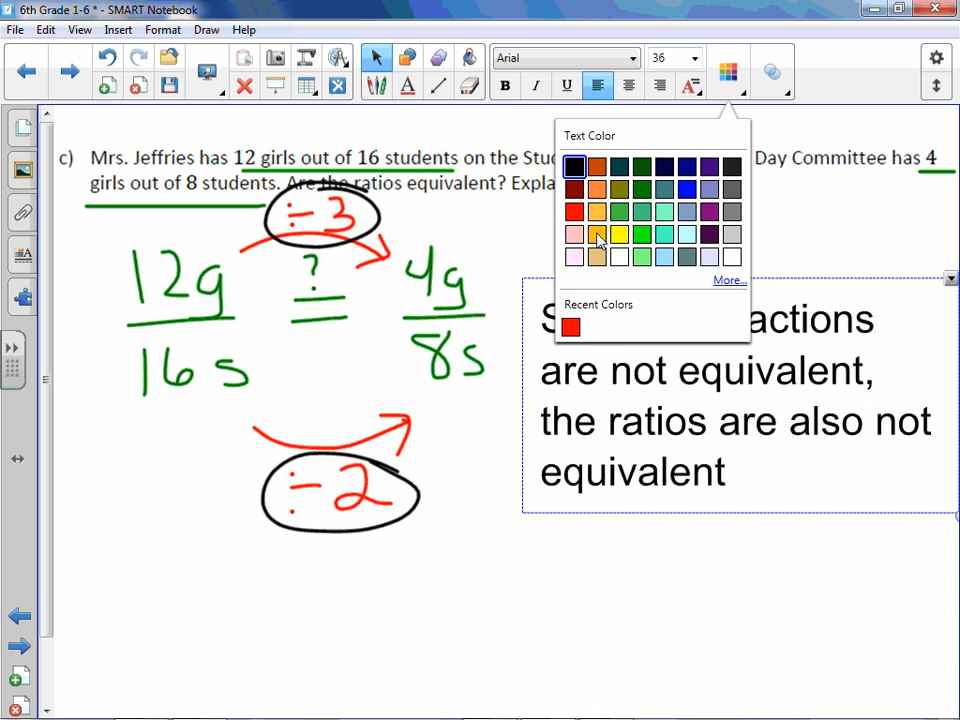 6th Grade 1-6 * - SMART Notebook
File Edit View Insert Format Draw Help
Arial 36
B I U A
c) Mrs. Jeffries has 12 girls out of 16 students on the Stu Day Committee has 4
girls out of 8 students. Are the ratios equivalent? Expla
Text Color
More...
Recent Colors
÷3
12g ? 4g
16s = 8s
÷2
S actions
are not equivalent,
the ratios are also not
equivalent